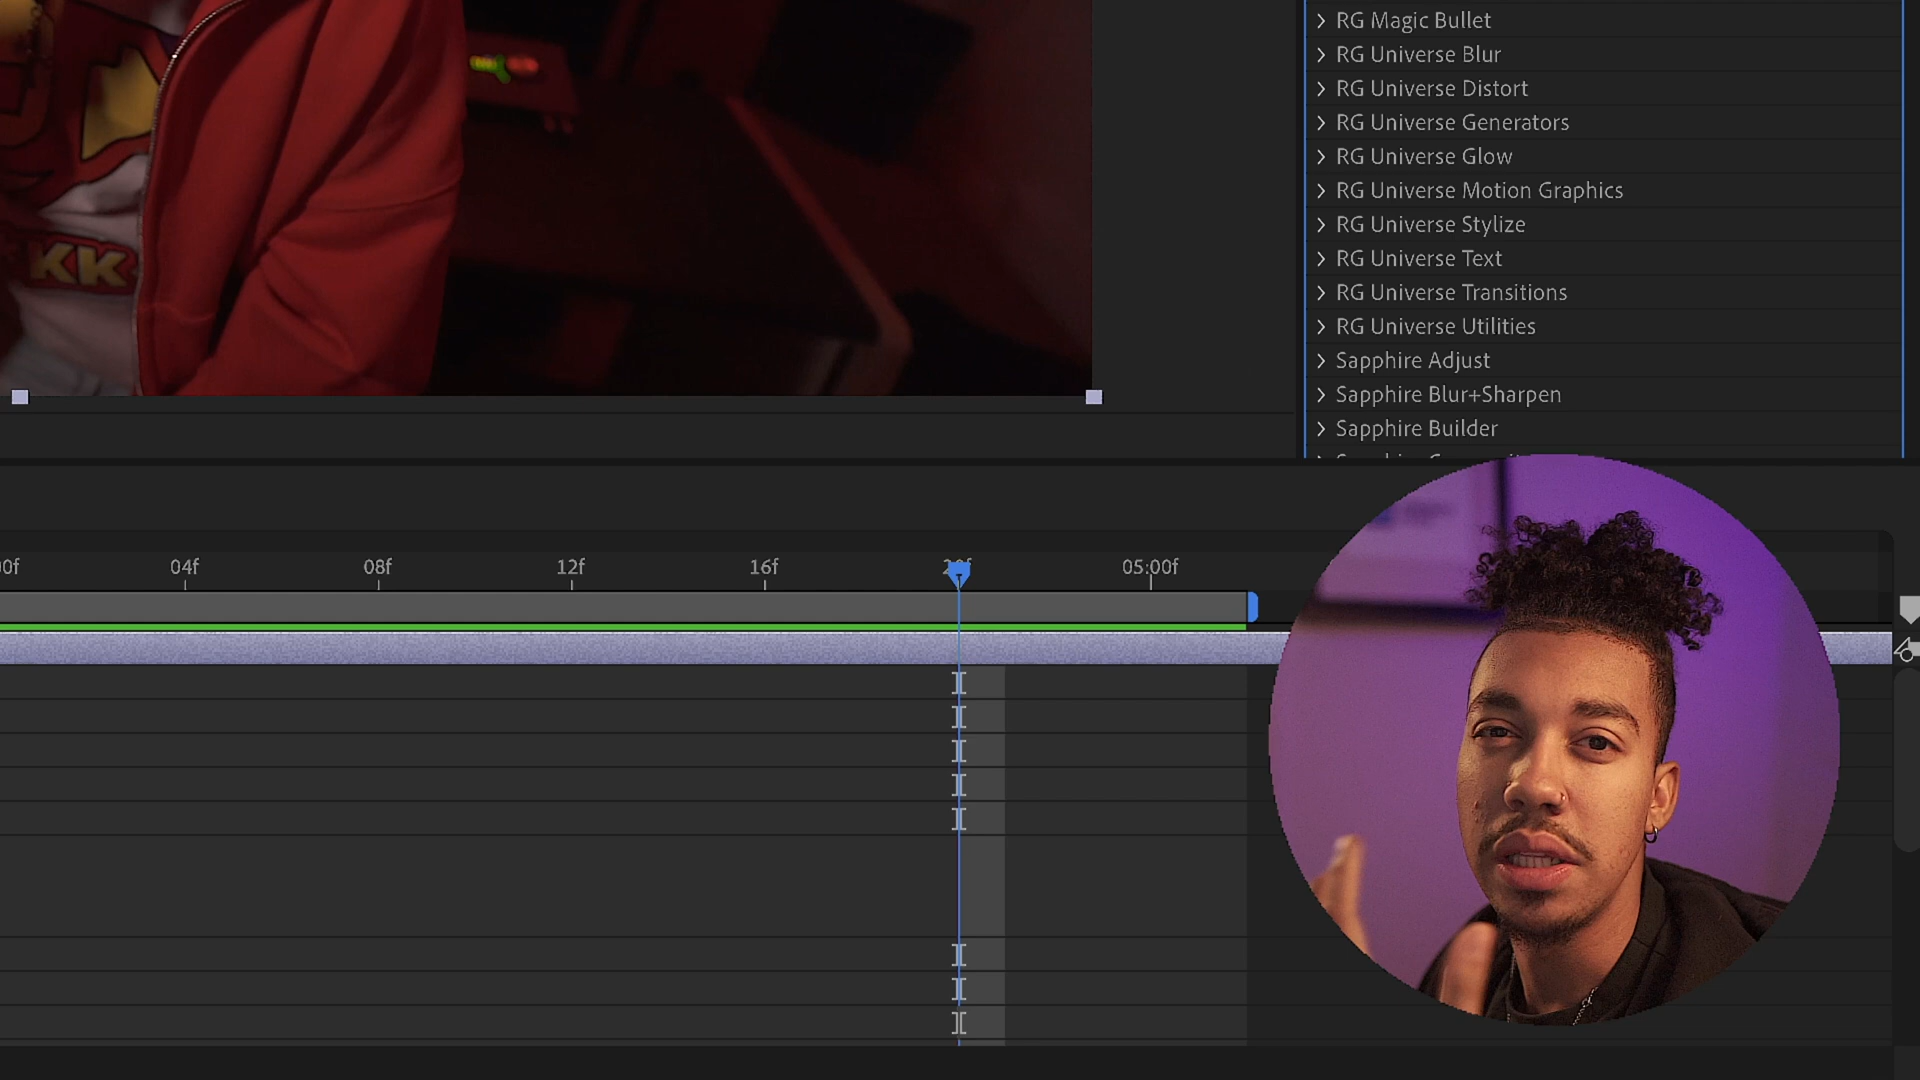 RG Magic Bullet
RG Universe Blur
RG Universe Distort
RG Universe Generators
RG Universe Glow
RG Universe Motion Graphics
RG Universe Stylize
RG Universe Text
RG Universe Transitions
RG Universe Utilities
Sapphire Adjust
Sapphire Blur+Sharpen
Sapphire Builder
KK
04f 08f 12f 16f 05:00f